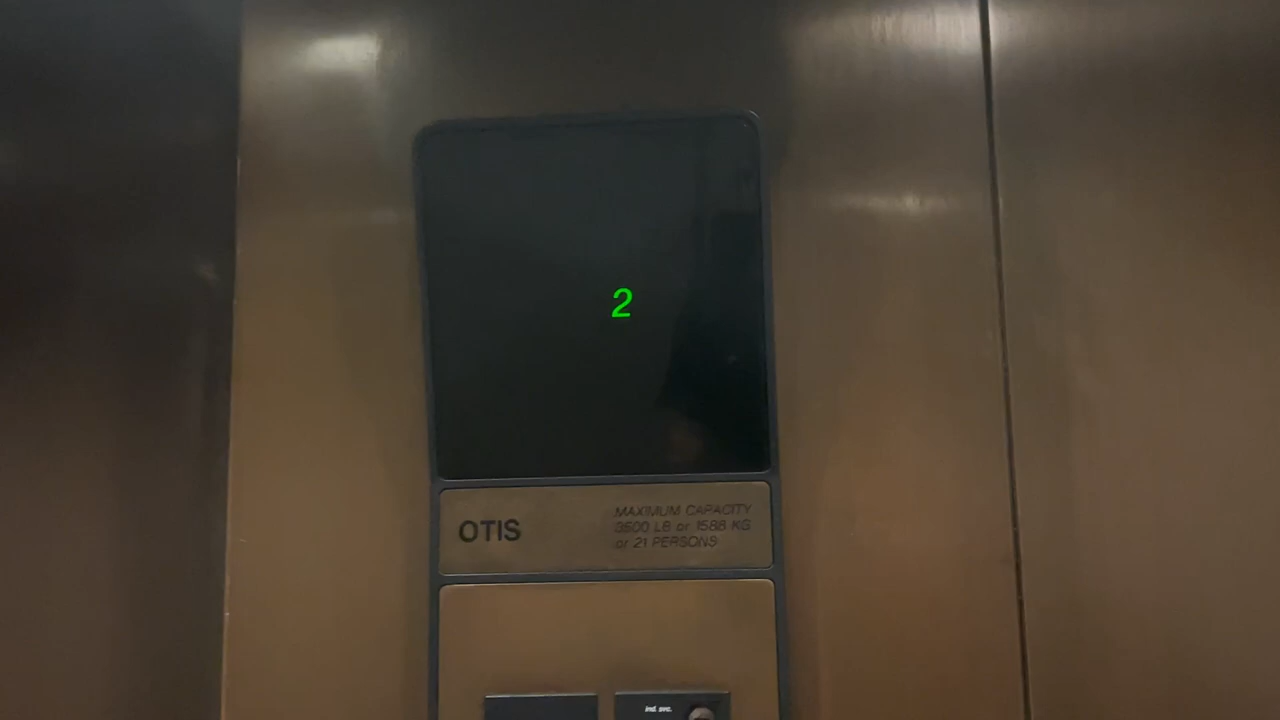 2
OTIS
MAXIMUM CAPACITY
3500 LB or 1588 KG
or 21 PERSONS
ind. svc.